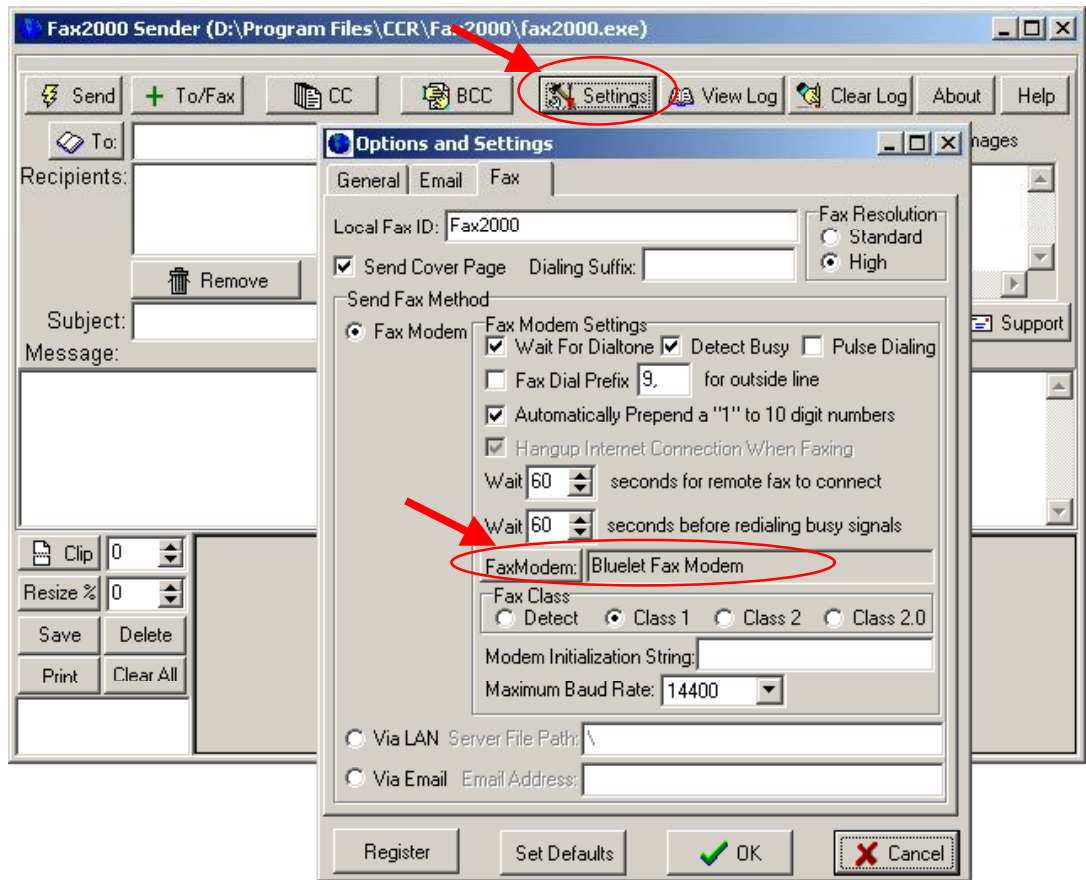 Fax2000 Sender (D:\Program Files\CCR\Fax2000\fax2000.exe)
Send To/Fax CC BCC Settings View Log Clear Log About Help
To:
Recipients:
Remove
Subject:
Support
Message:
Clip 0
Resize % 0
Save Delete
Print Clear All
Options and Settings
General Email Fax
Local Fax ID: Fax2000
Fax Resolution
Standard
High
Send Cover Page Dialing Suffix:
Send Fax Method
Fax Modem
Fax Modem Settings
Wait For Dialtone Detect Busy Pulse Dialing
Fax Dial Prefix 9, for outside line
Automatically Prepend a "1" to 10 digit numbers
Hangup Internet Connection When Faxing
Wait 60 seconds for remote fax to connect
Wait 60 seconds before redialing busy signals
FaxModem: Bluelet Fax Modem
Fax Class
Detect Class 1 Class 2 Class 2.0
Modem Initialization String:
Maximum Baud Rate: 14400
Via LAN Server File Path: \
Via Email Email Address:
Register Set Defaults OK Cancel